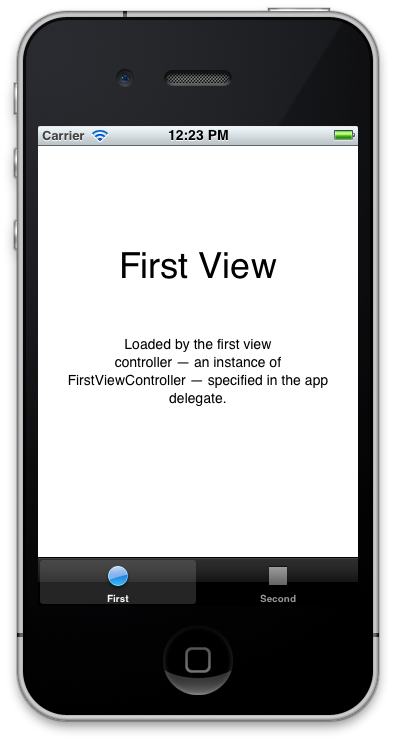 Carrier 12:23 PM
First View
Loaded by the first view
controller — an instance of
FirstViewController — specified in the app
delegate.
First Second